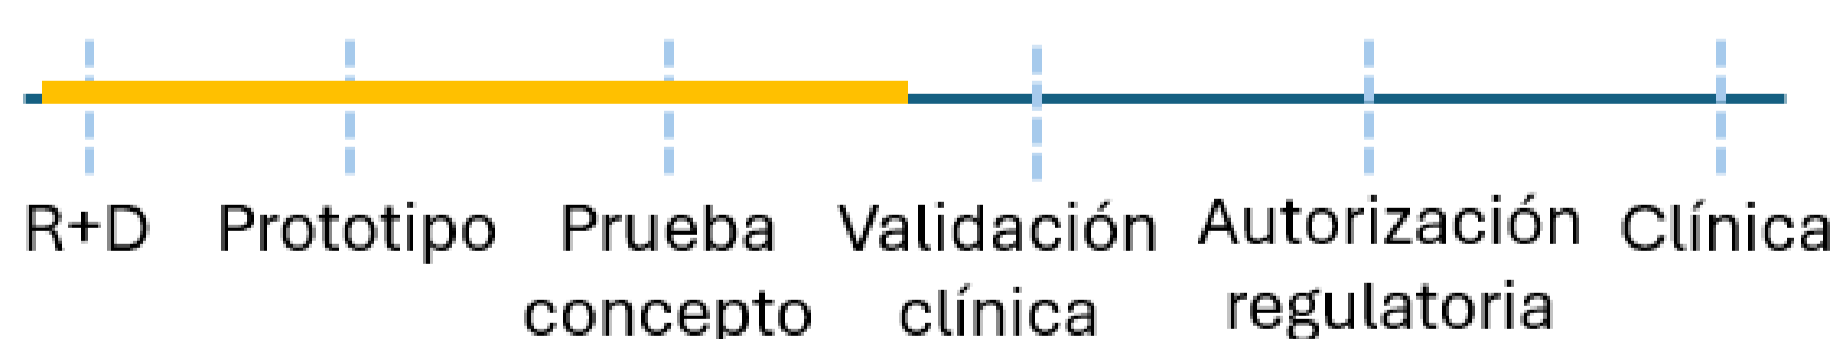 R+D
Prototipo
Prueba
concepto
Validación
clínica
Autorización
regulatoria
Clínica